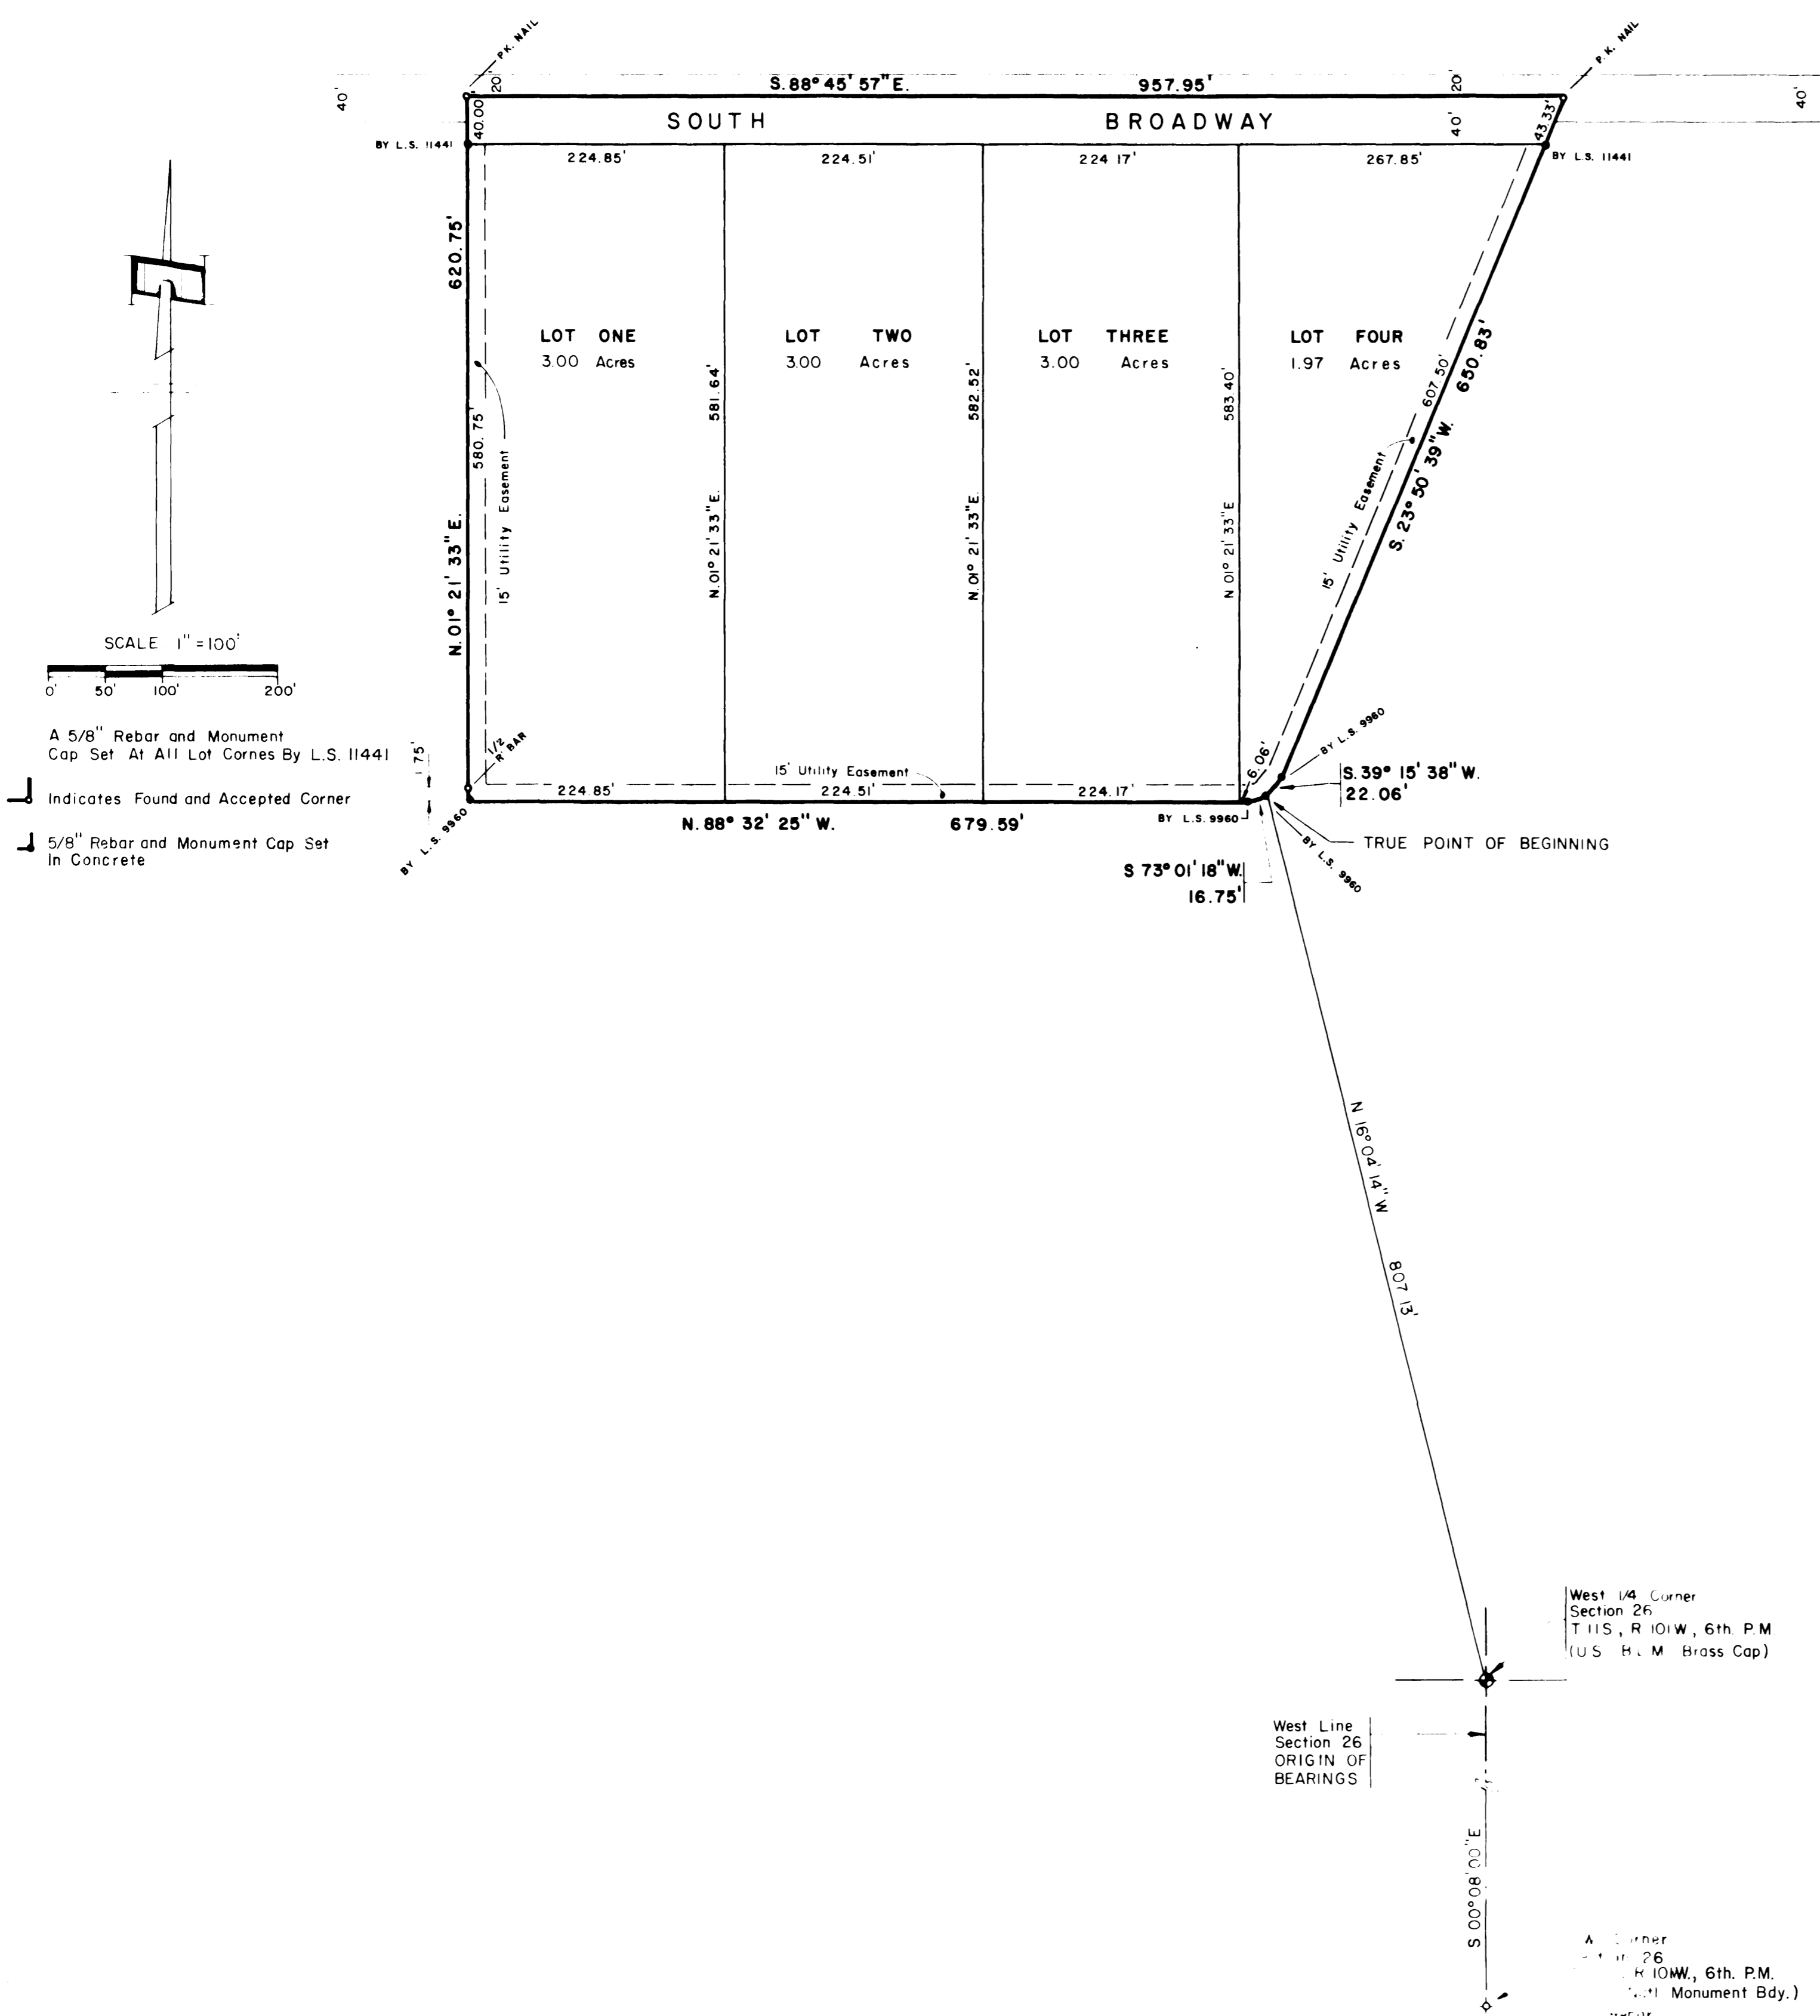 P.K. NAIL
P.K. NAIL
40'
20'
S. 88° 45' 57" E.
957.95'
20'
40'
40.00'
SOUTH BROADWAY
40'
43.33'
BY L.S. 11441
BY L.S. 11441
224.85'
224.51'
224.17'
267.85'
620.75'
N. 01° 21' 33" E.
LOT ONE
3.00 Acres
LOT TWO
3.00 Acres
LOT THREE
3.00 Acres
LOT FOUR
1.97 Acres
580.75'
15' Utility Easement
581.64'
N. 01° 21' 33" E.
582.52'
N. 01° 21' 33" E.
583.40'
N 01° 21' 33" E
607.50'
650.83'
S. 23° 50' 39" W.
15' Utility Easement
SCALE 1" = 100'
0' 50' 100' 200'
A 5/8" Rebar and Monument
Cap Set At All Lot Cornes By L.S. 11441
Indicates Found and Accepted Corner
5/8" Rebar and Monument Cap Set
In Concrete
1.75'
1/2
R. BAR
BY L.S. 9960
15' Utility Easement
224.85'
224.51'
224.17'
N. 88° 32' 25" W.
679.59'
6.06'
BY L.S. 9960
BY L.S. 9960
S. 39° 15' 38" W.
22.06'
TRUE POINT OF BEGINNING
BY L.S. 9960
S 73° 01' 18" W.
16.75'
N 16° 04' 14" W
807 13'
West 1/4 Corner
Section 26
T 11S, R 101W, 6th. P.M
(U S B L M Brass Cap)
West Line
Section 26
ORIGIN OF
BEARINGS
S 00° 08' 00" E
26
6th. P.M.
Monument Bdy.)